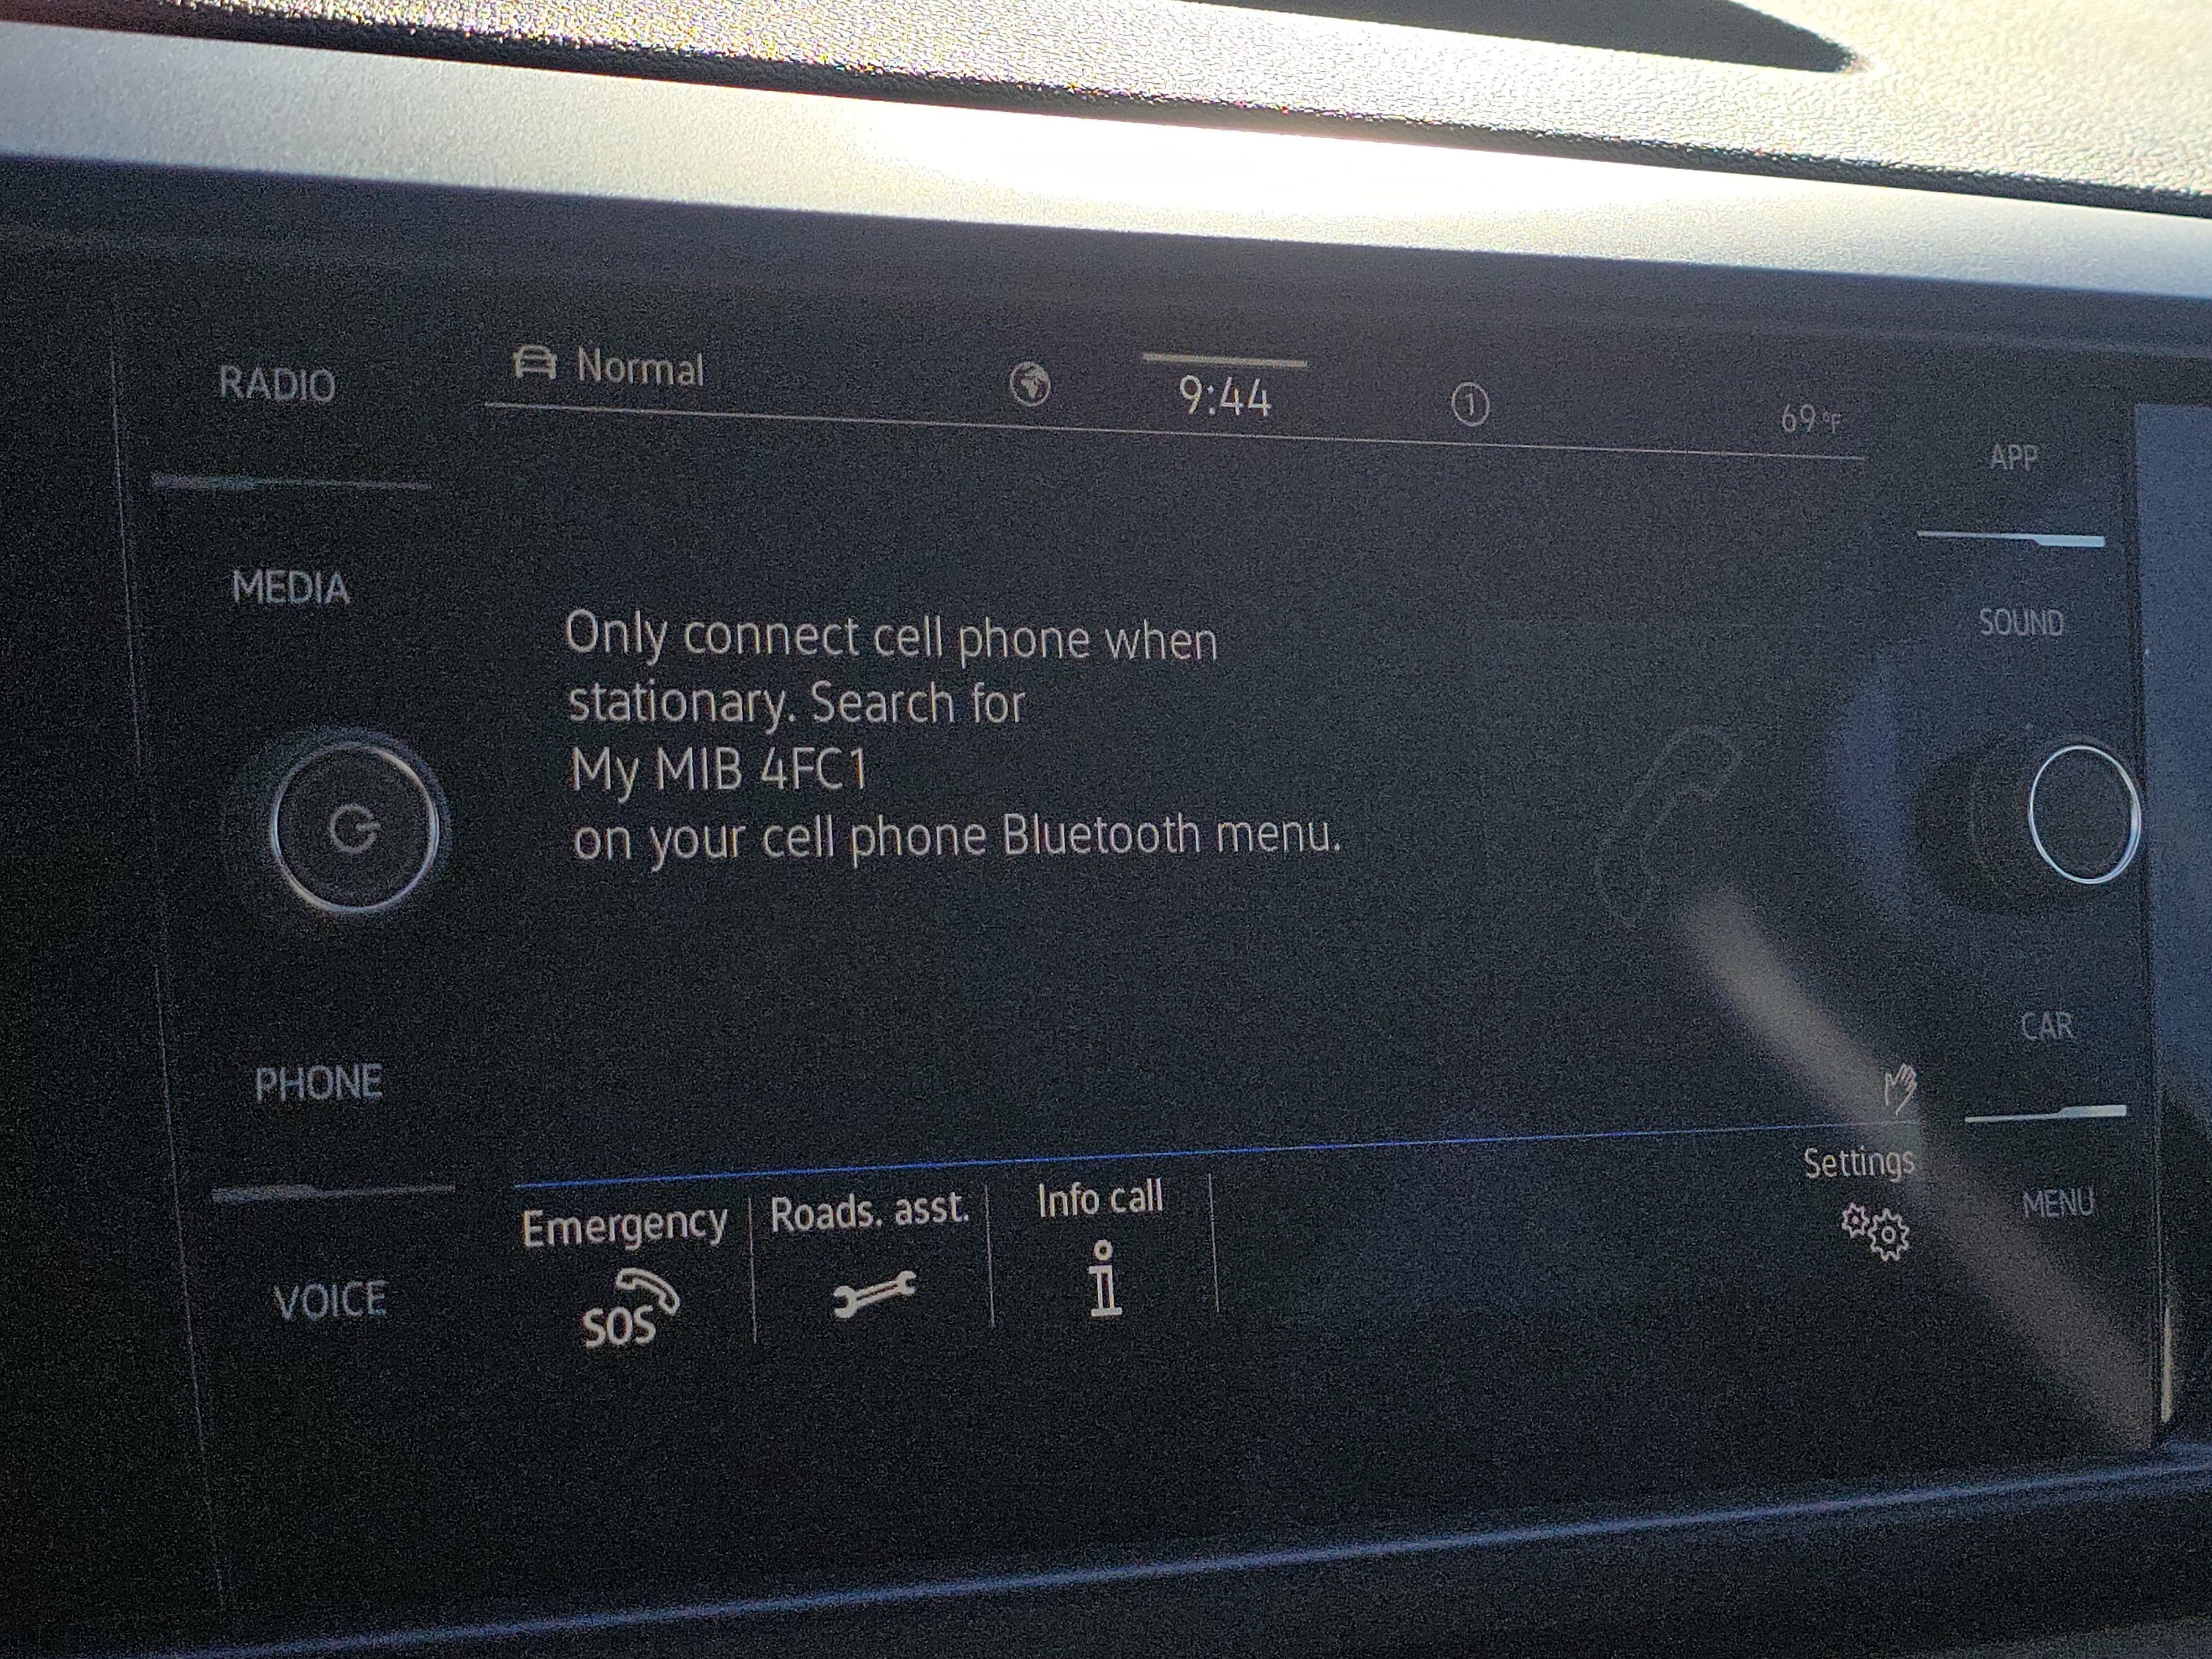 RADIO
Normal
9:44
1
69 °F
APP
MEDIA
SOUND
Only connect cell phone when
stationary. Search for
My MIB 4FC1
on your cell phone Bluetooth menu.
CAR
PHONE
Settings
MENU
Emergency
Roads. asst.
Info call
i
VOICE
SOS